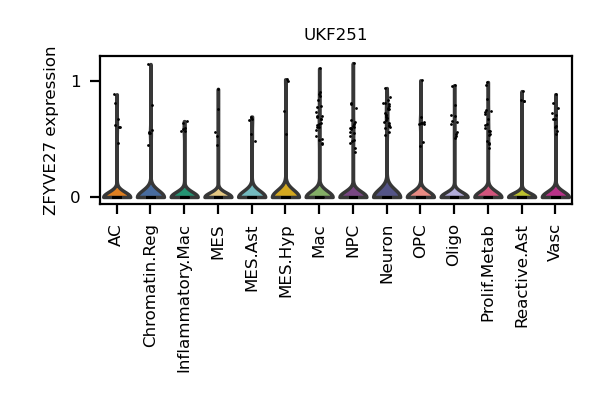 UKF251
ZFYVE27 expression
1
0
AC
Chromatin.Reg
Inflammatory.Mac
MES
MES.Ast
MES.Hyp
Mac
NPC
Neuron
OPC
Oligo
Prolif.Metab
Reactive.Ast
Vasc